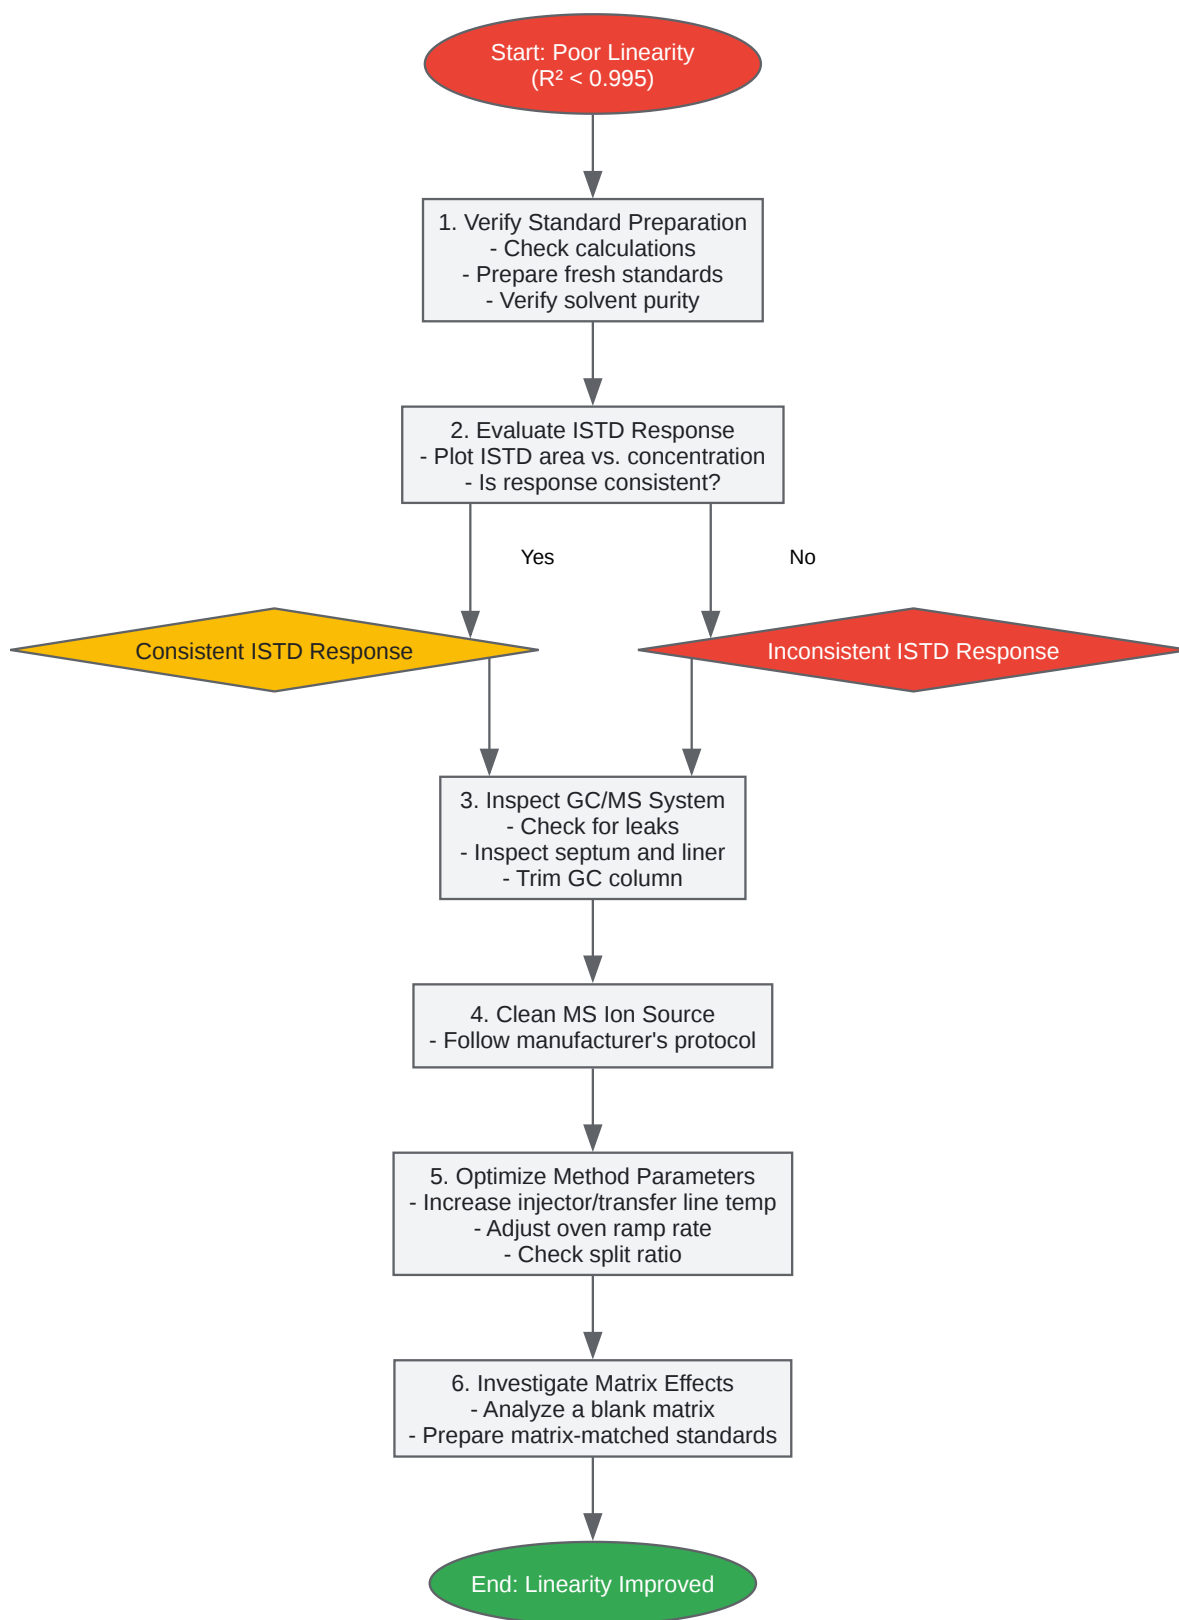 Start: Poor Linearity
(R² < 0.995)
1. Verify Standard Preparation
- Check calculations
- Prepare fresh standards
- Verify solvent purity
2. Evaluate ISTD Response
- Plot ISTD area vs. concentration
- Is response consistent?
Yes
No
Consistent ISTD Response
Inconsistent ISTD Response
3. Inspect GC/MS System
- Check for leaks
- Inspect septum and liner
- Trim GC column
4. Clean MS Ion Source
- Follow manufacturer's protocol
5. Optimize Method Parameters
- Increase injector/transfer line temp
- Adjust oven ramp rate
- Check split ratio
6. Investigate Matrix Effects
- Analyze a blank matrix
- Prepare matrix-matched standards
End: Linearity Improved